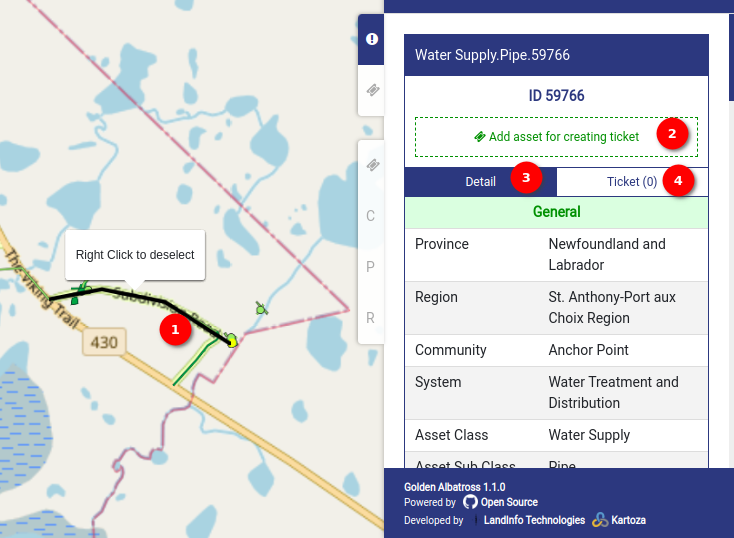 Water Supply.Pipe.59766
ID 59766
Add asset for creating ticket
2
Detail
3
Ticket (0)
4
General
Province
Newfoundland and
Labrador
Region
St. Anthony-Port aux
Choix Region
Community
Anchor Point
System
Water Treatment and
Distribution
Asset Class
Water Supply
Asset Sub Class
Pipe
C
P
R
Right Click to deselect
The Viking Trail
Subdivision Road
1
430
Golden Albatross 1.1.0
Powered by
Open Source
Developed by
LandInfo Technologies
Kartoza